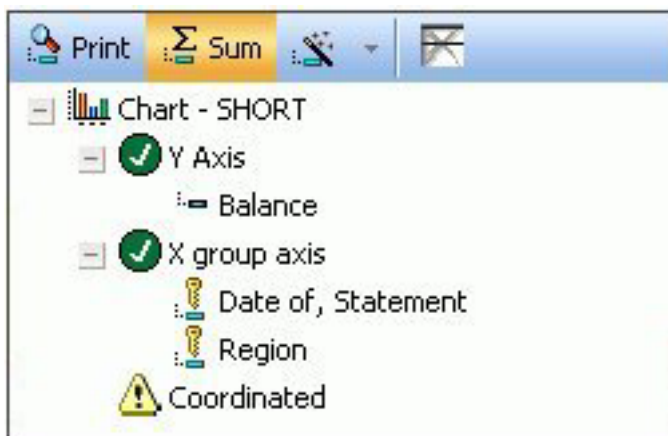 Print Sum
Chart - SHORT
Y Axis
Balance
X group axis
Date of, Statement
Region
Coordinated